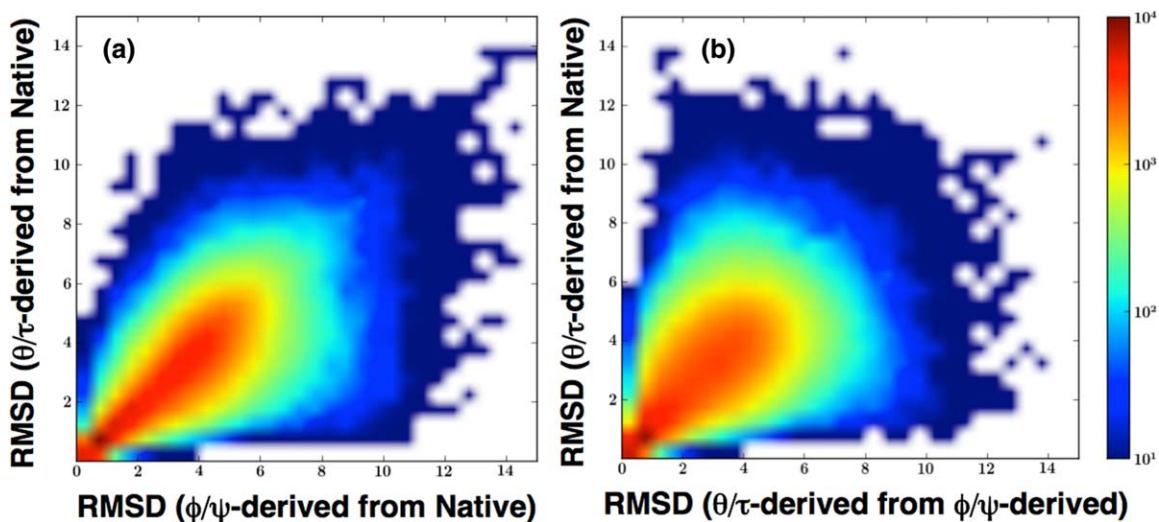 (a)
14
12
10
8
6
4
2
RMSD (θ/τ-derived from Native)
0 2 4 6 8 10 12 14
RMSD (ϕ/ψ-derived from Native)
(b)
14
12
10
8
6
4
2
RMSD (θ/τ-derived from Native)
0 2 4 6 8 10 12 14
RMSD (θ/τ-derived from ϕ/ψ-derived)
10⁴
10³
10²
10¹